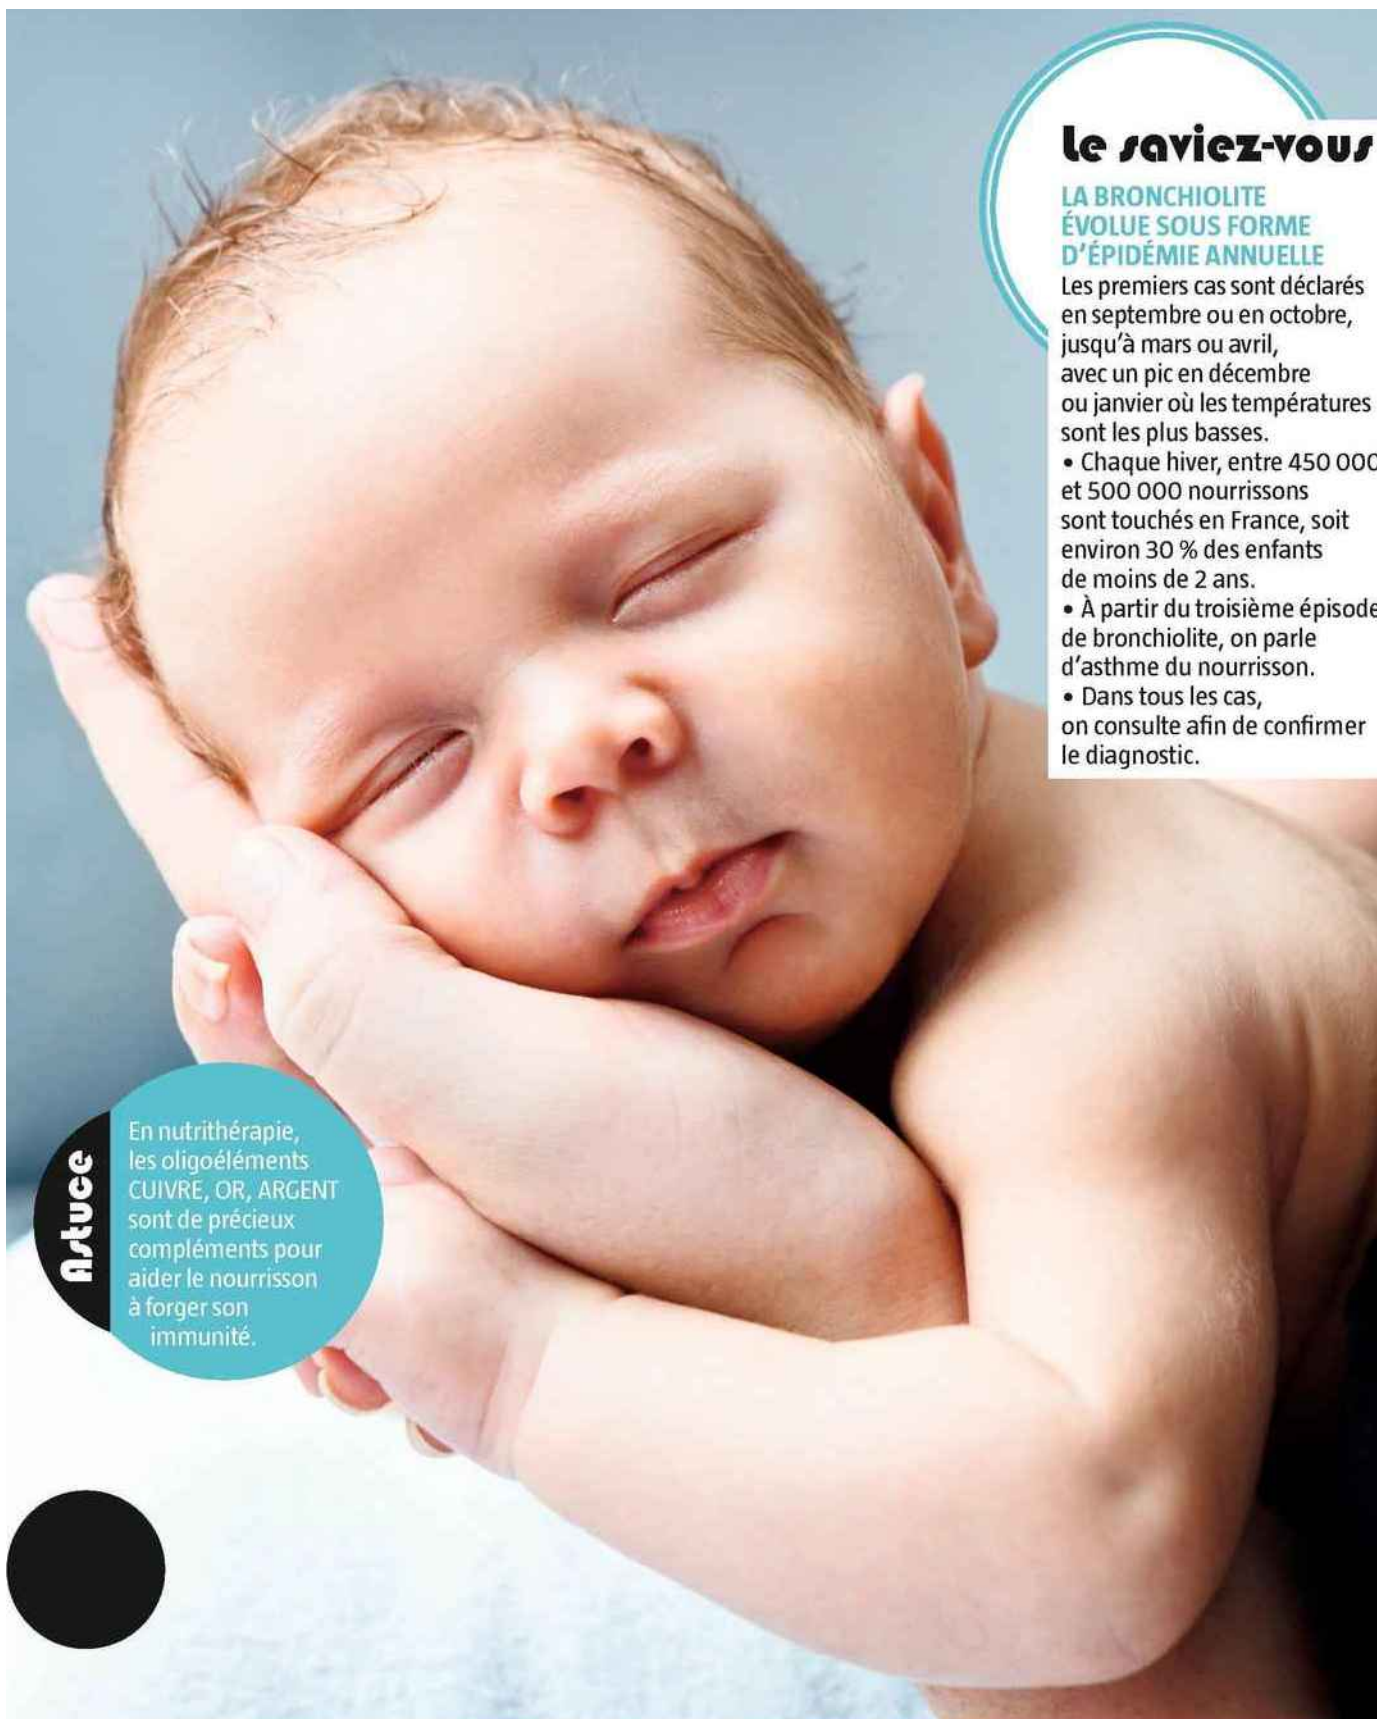 Le saviez-vous
LA BRONCHIOLITE
ÉVOLUE SOUS FORME
D'ÉPIDÉMIE ANNUELLE
Les premiers cas sont déclarés
en septembre ou en octobre,
jusqu'à mars ou avril,
avec un pic en décembre
ou janvier où les températures
sont les plus basses.
• Chaque hiver, entre 450 000
et 500 000 nourrissons
sont touchés en France, soit
environ 30 % des enfants
de moins de 2 ans.
• À partir du troisième épisode
de bronchiolite, on parle
d'asthme du nourrisson.
• Dans tous les cas,
on consulte afin de confirmer
le diagnostic.
Astuce
En nutrithérapie,
les oligoéléments
CUIVRE, OR, ARGENT
sont de précieux
compléments pour
aider le nourrisson
à forger son
immunité.